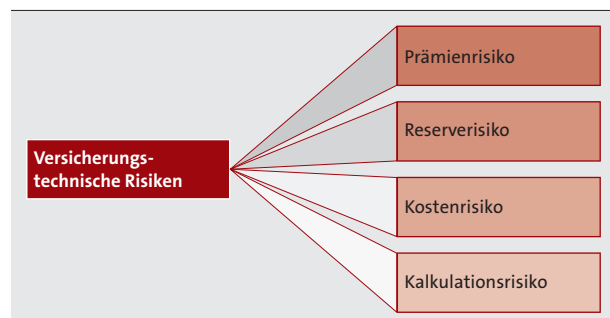 Prämienrisiko
Reserverisiko
Versicherungs-
technische Risiken
Kostenrisiko
Kalkulationsrisiko